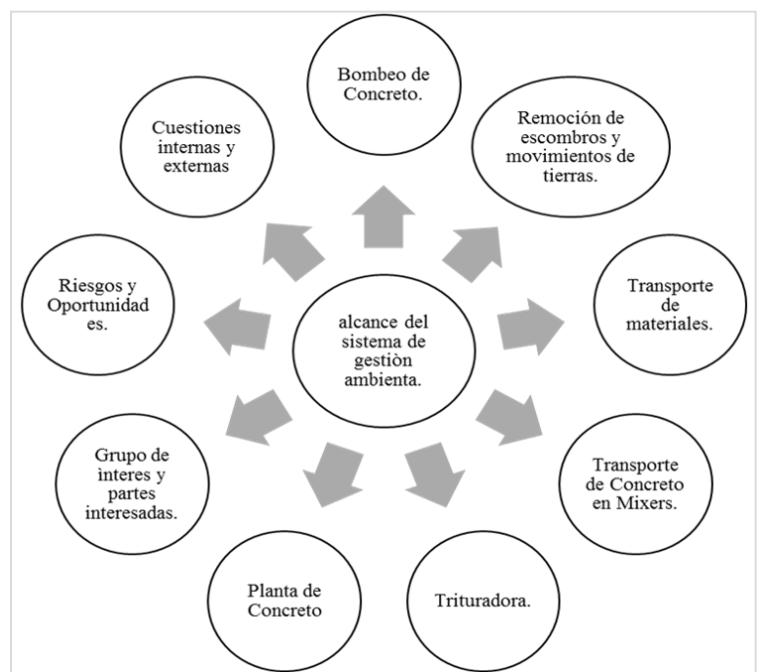 Bombeo de
Concreto.
Remoción de
escombros y
movimientos de
tierras.
Transporte
de
materiales.
Transporte
de Concreto
en Mixers.
Trituradora.
Planta de
Concreto
Grupo de
ìnteres y
partes
interesadas.
Riesgos y
Oportunidad
es.
Cuestiones
internas y
externas
alcance del
sistema de
gestiòn
ambienta.